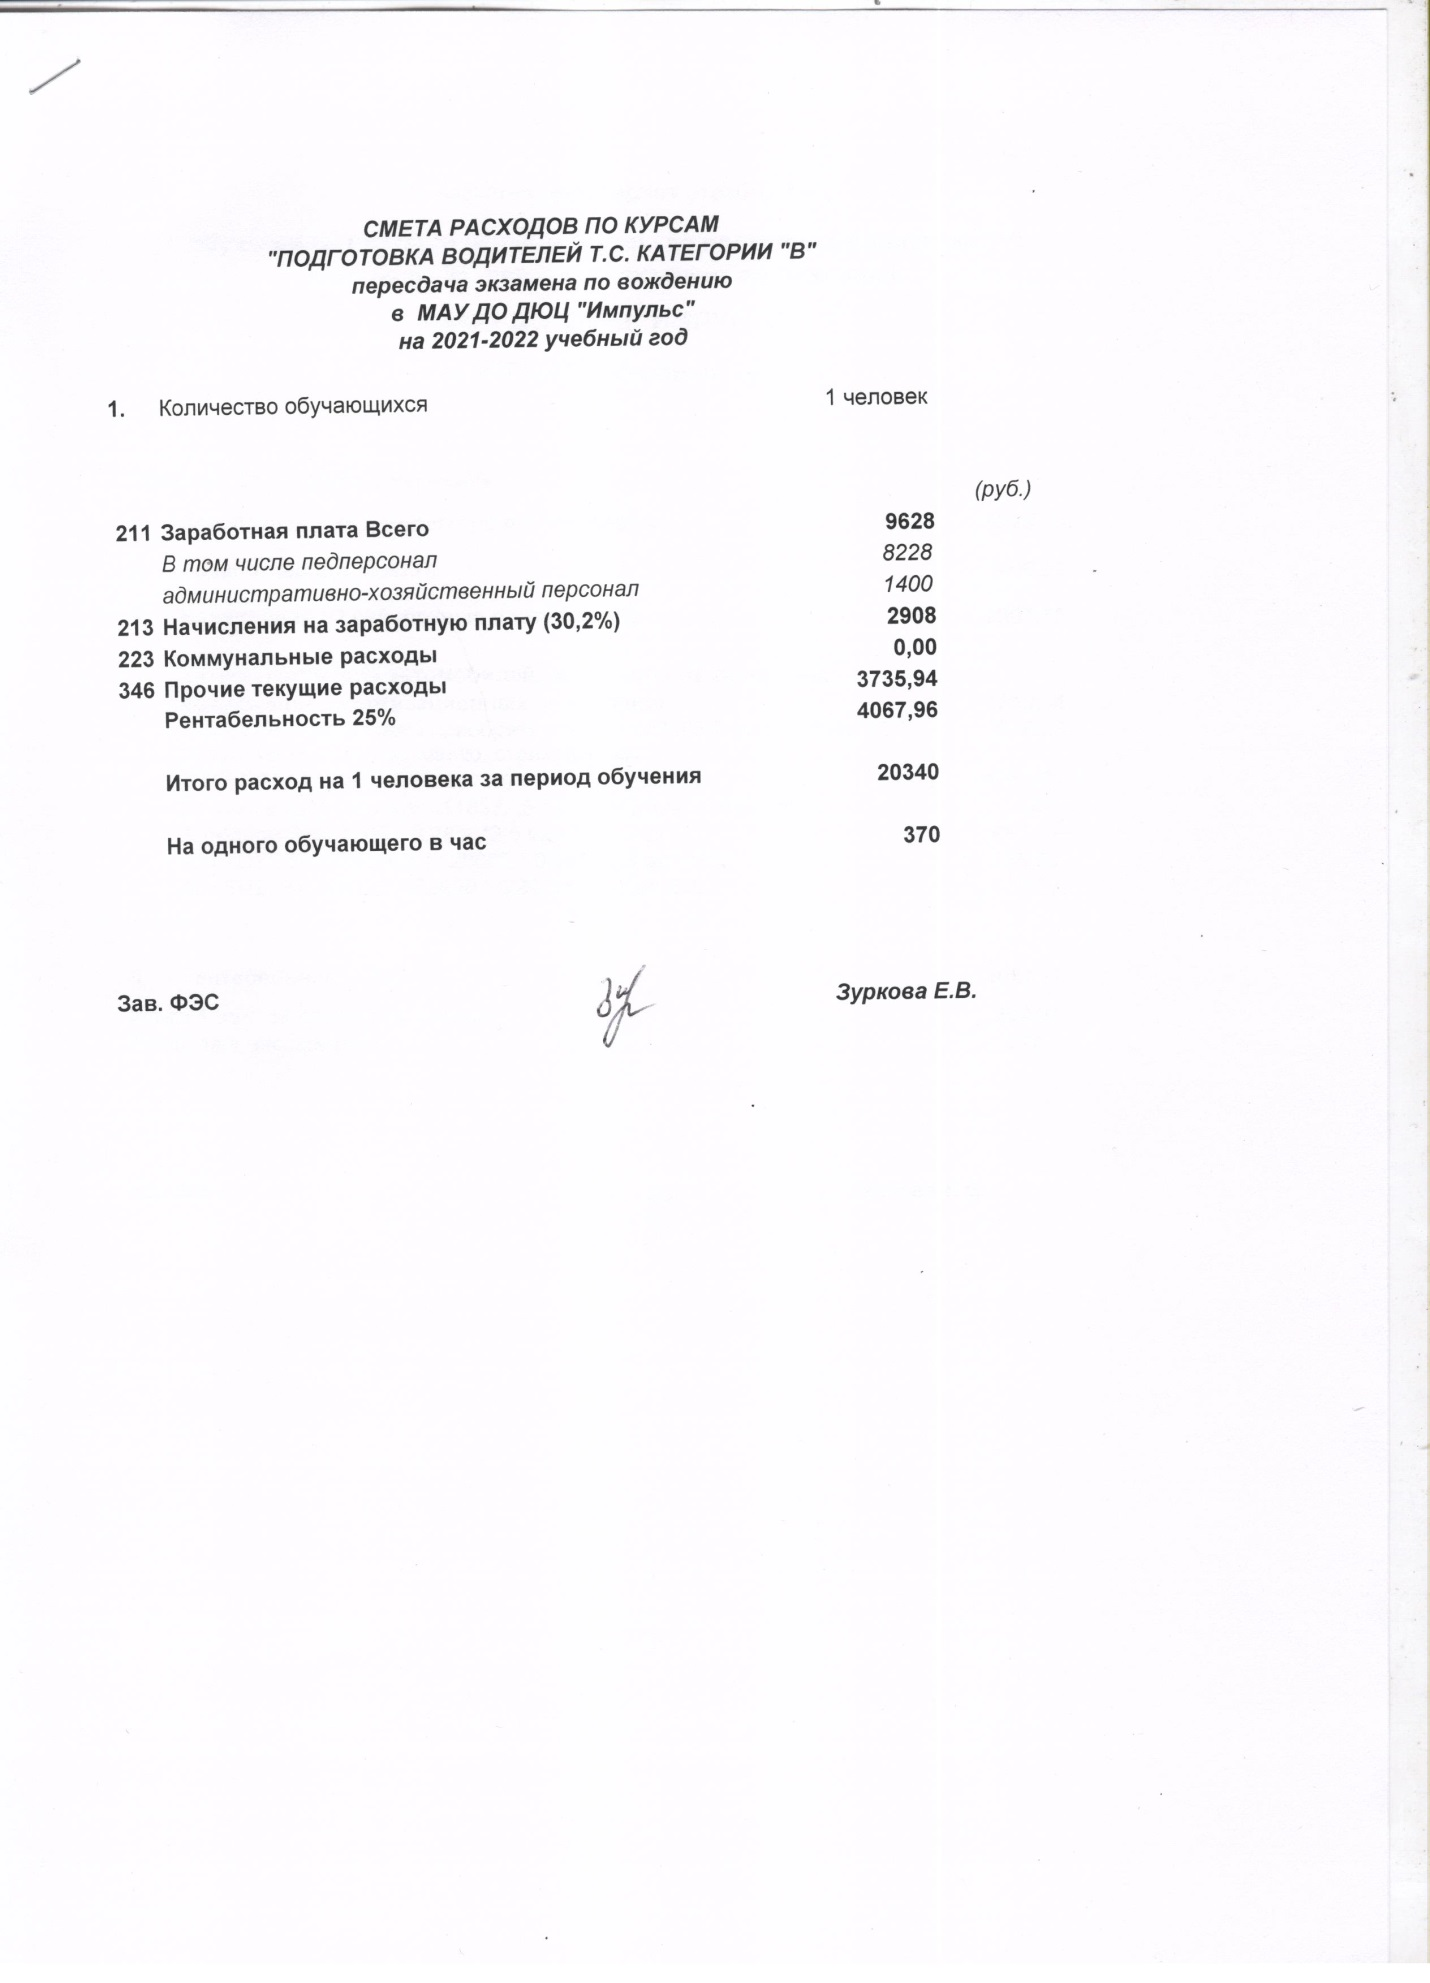 СМЕТА РАСХОДОВ ПО КУРСАМ
"ПОДГОТОВКА ВОДИТЕЛЕЙ Т.С. КАТЕГОРИИ "В"
пересдача экзамена по вождению
в МАУ ДО ДЮЦ "Импульс"
на 2021-2022 учебный год
1. Количество обучающихся 1 человек
(руб.)
211 Заработная плата Всего 9628
В том числе педперсонал 8228
административно-хозяйственный персонал 1400
213 Начисления на заработную плату (30,2%) 2908
223 Коммунальные расходы 0,00
346 Прочие текущие расходы 3735,94
Рентабельность 25% 4067,96
Итого расход на 1 человека за период обучения 20340
На одного обучающего в час 370
Зав. ФЭС Зуркова Е.В.